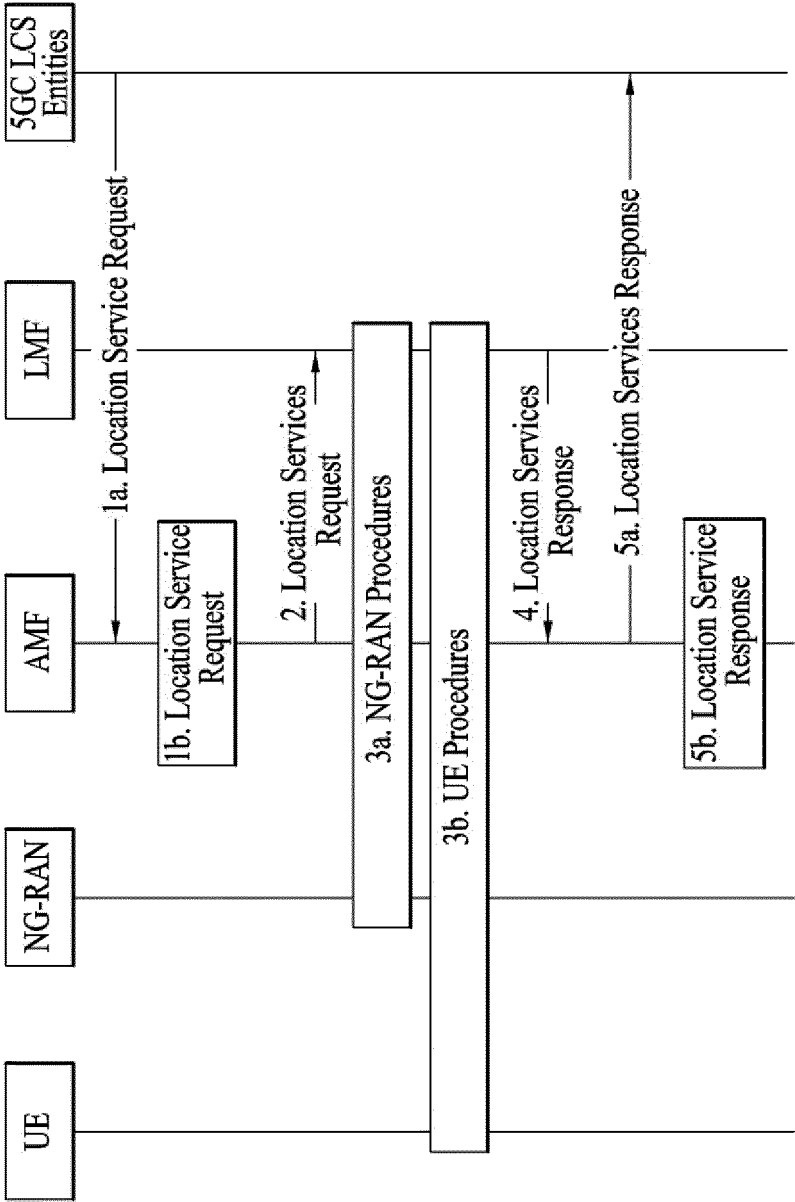 UE
NG-RAN
AMF
LMF
5GC LCS
Entities
1a. Location Service Request
1b. Location Service
Request
2. Location Services
Request
3a. NG-RAN Procedures
3b. UE Procedures
4. Location Services
Response
5a. Location Services Response
5b. Location Service
Response